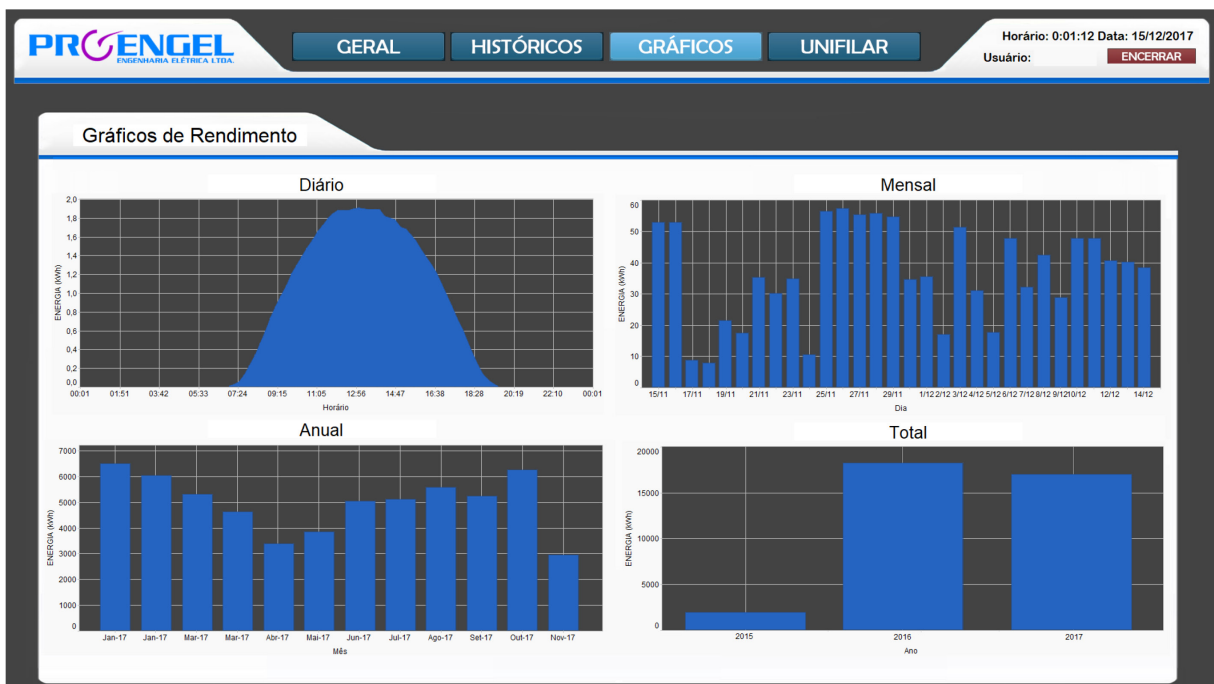 PROENGEL
ENGENHARIA ELÉTRICA LTDA.
GERAL
HISTÓRICOS
GRÁFICOS
UNIFILAR
Horário: 0:01:12 Data: 15/12/2017
Usuário:
ENCERRAR
Gráficos de Rendimento
Diário
ENERGIA (kWh)
2,0
1,8
1,6
1,4
1,2
1,0
0,8
0,6
0,4
0,2
0,0
00:01 01:51 03:42 05:33 07:24 09:15 11:05 12:56 14:47 16:38 18:28 20:19 22:10 00:01
Horário
Mensal
ENERGIA (kWh)
60
50
40
30
20
10
0
15/11 17/11 19/11 21/11 23/11 25/11 27/11 29/11 1/12 2/12 3/12 4/12 5/12 6/12 7/12 8/12 9/12 10/12 12/12 14/12
Dia
Anual
ENERGIA (kWh)
7000
6000
5000
4000
3000
2000
1000
0
Jan-17 Jan-17 Mar-17 Mar-17 Abr-17 Mai-17 Jun-17 Jul-17 Ago-17 Set-17 Out-17 Nov-17
Mês
Total
ENERGIA (kWh)
20000
15000
10000
5000
0
2015 2016 2017
Ano